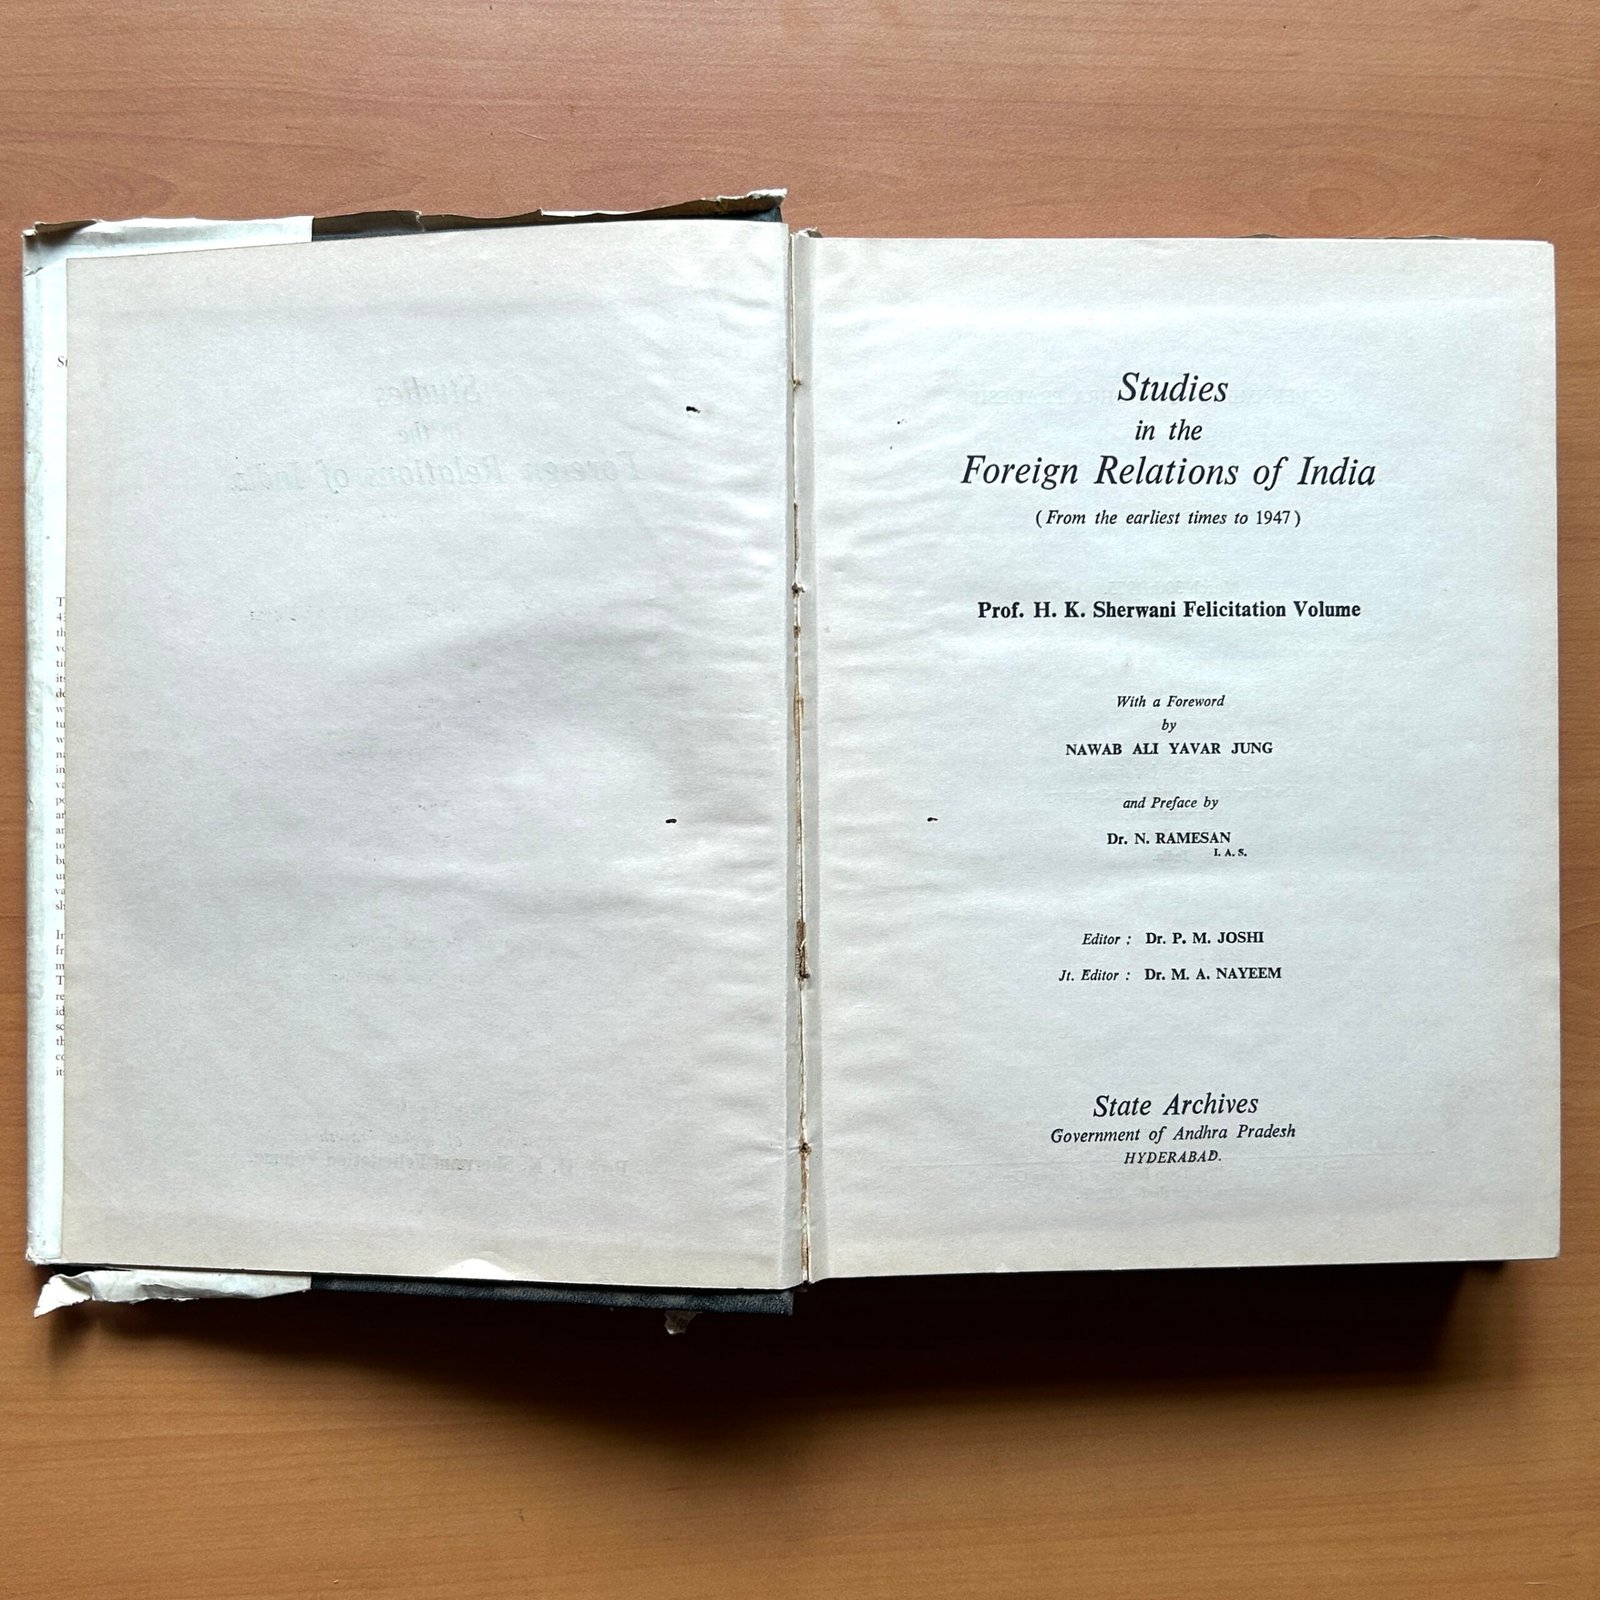 Studies
in the
Foreign Relations of India
( From the earliest times to 1947 )
Prof. H. K. Sherwani Felicitation Volume
With a Foreword
by
NAWAB ALI YAVAR JUNG
and Preface by
Dr. N. RAMESAN
I. A. S.
Editor : Dr. P. M. JOSHI
Jt. Editor : Dr. M. A. NAYEEM
State Archives
Government of Andhra Pradesh
HYDERABAD.